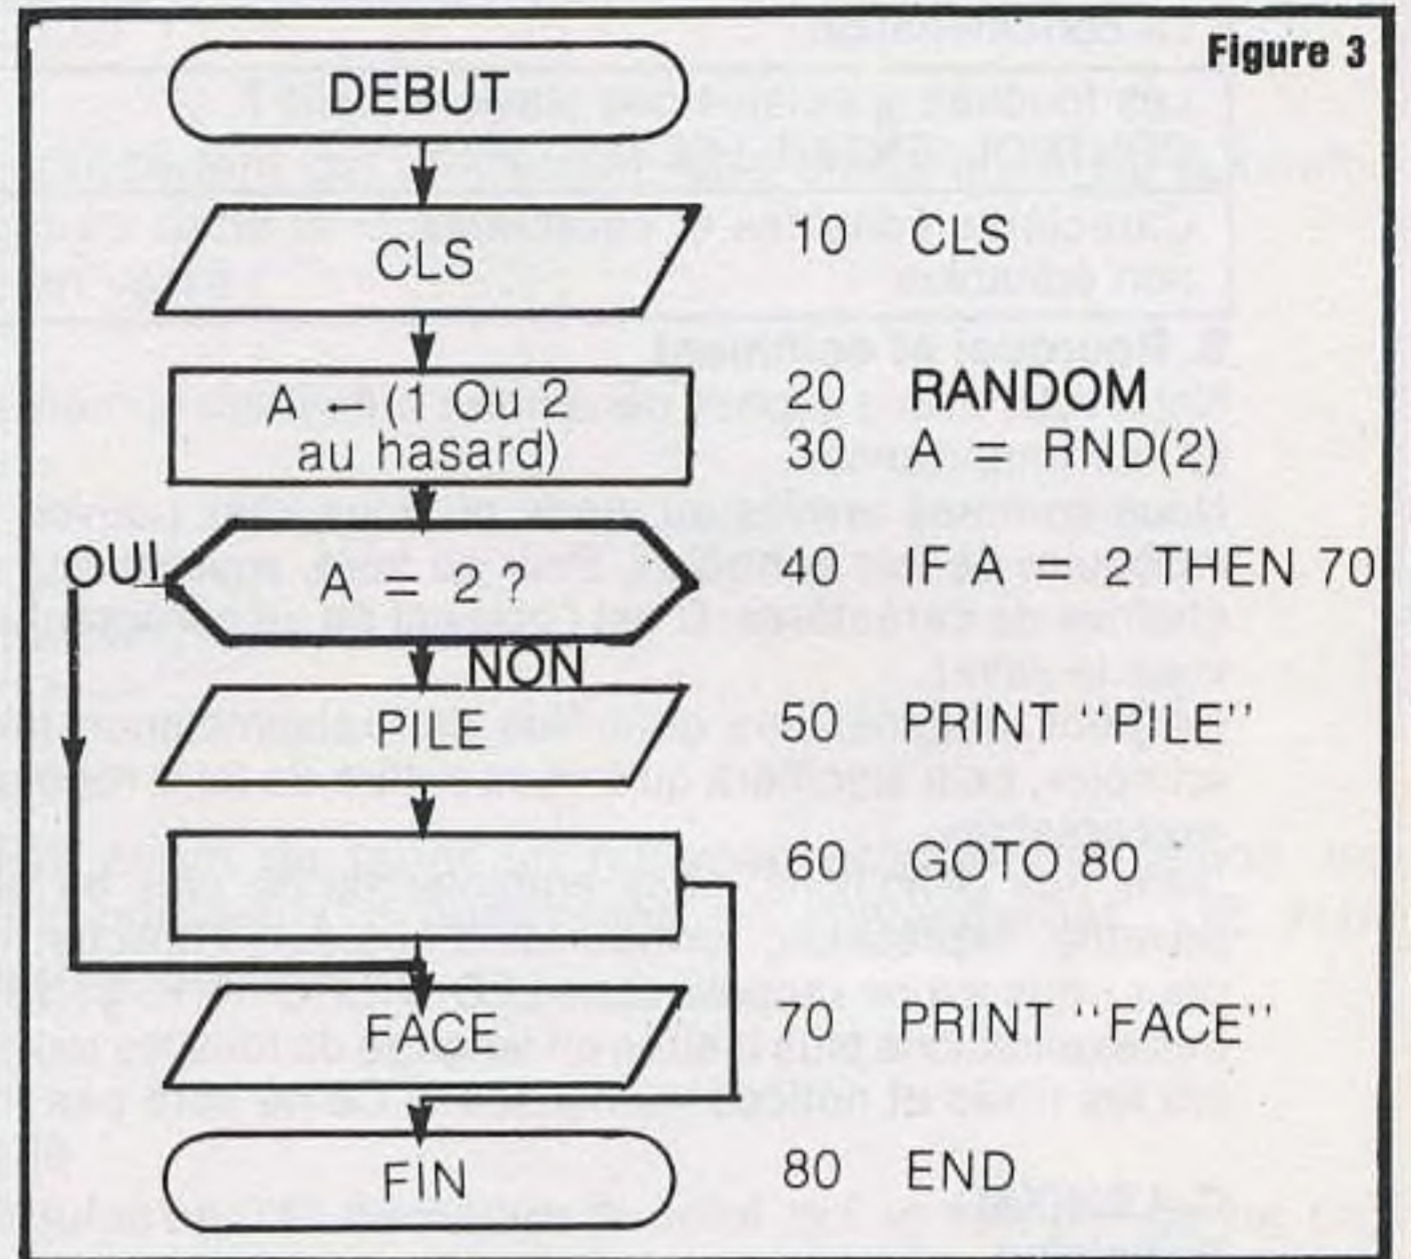 Figure 3
DEBUT
CLS
10 CLS
A ← (1 Ou 2
au hasard)
20 RANDOM
30 A = RND(2)
OUI
A = 2 ?
40 IF A = 2 THEN 70
NON
PILE
50 PRINT ‘‘PILE’’
60 GOTO 80
FACE
70 PRINT ‘‘FACE’’
FIN
80 END